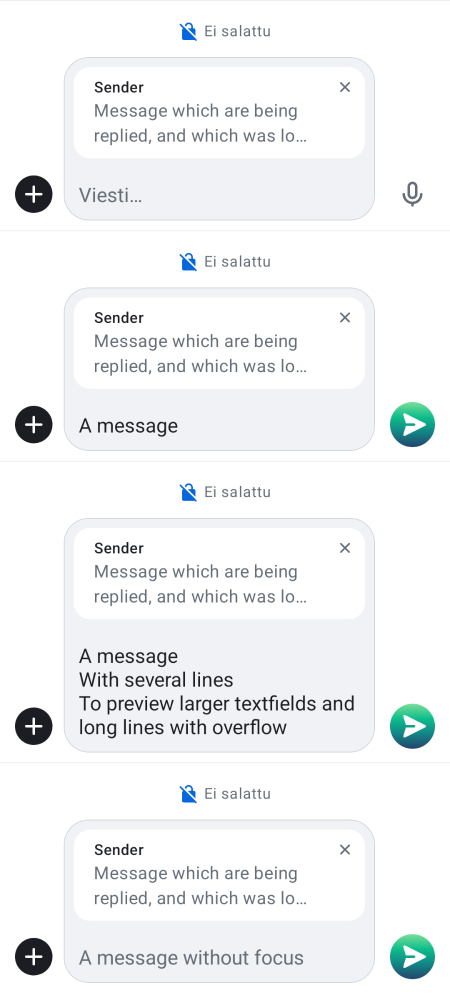 Ei salattu
Sender
Message which are being
replied, and which was lo…
Viesti…
Ei salattu
Sender
Message which are being
replied, and which was lo…
A message
Ei salattu
Sender
Message which are being
replied, and which was lo…
A message
With several lines
To preview larger textfields and
long lines with overflow
Ei salattu
Sender
Message which are being
replied, and which was lo…
A message without focus